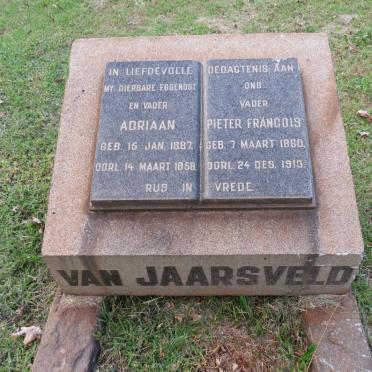 IN LIEFDEVOLLE
MY DIERBARE EGGENOOT
EN VADER
ADRIAAN
GEB. 15 JAN. 1887.
OORL. 14 MAART 1958.
GEDAGTENIS AAN
ONS
VADER
PIETER FRANCOIS
GEB. 7 MAART 1860.
OORL. 24 DES. 1913.
RUS IN VREDE.
VAN JAARSVELD